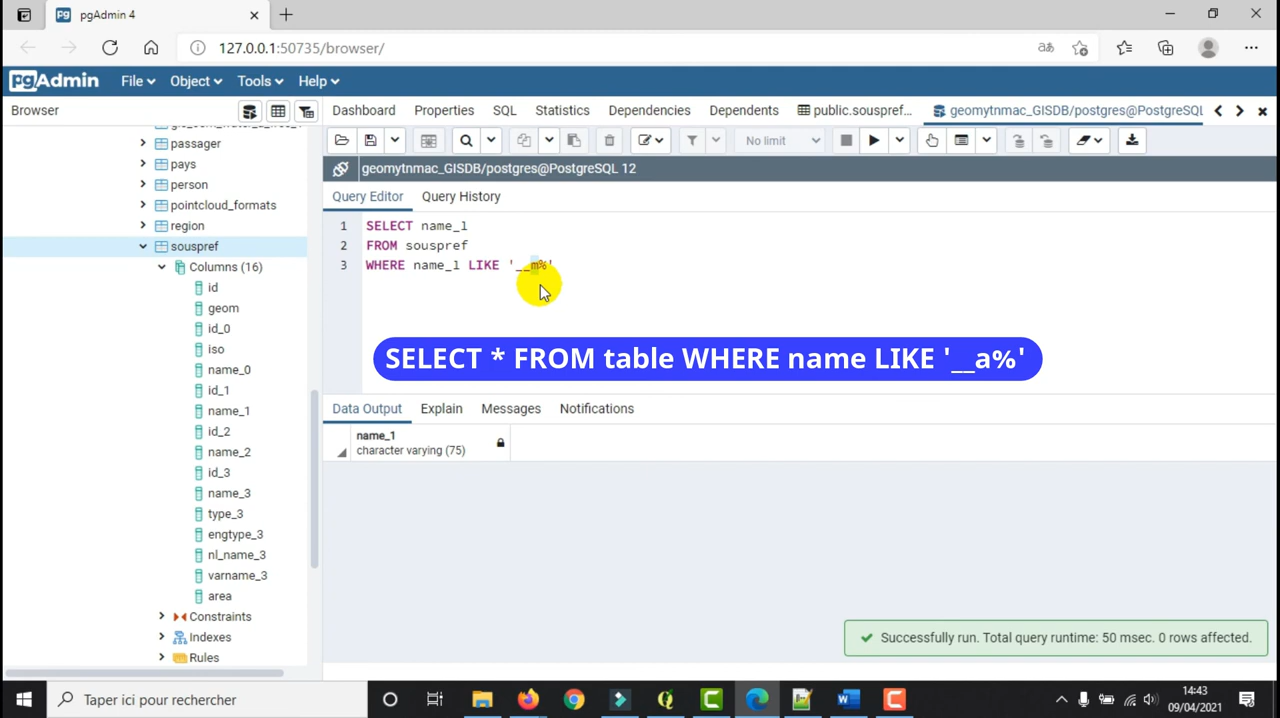 pgAdmin 4
127.0.0.1:50735/browser/
pgAdmin File Object Tools Help
Browser
Dashboard Properties SQL Statistics Dependencies Dependents public.souspref... geomytnmac_GISDB/postgres@PostgreSQL
passager
pays
person
pointcloud_formats
region
souspref
Columns (16)
id
geom
id_0
iso
name_0
id_1
name_1
id_2
name_2
id_3
name_3
type_3
engtype_3
nl_name_3
varname_3
area
Constraints
Indexes
Rules
No limit
geomytnmac_GISDB/postgres@PostgreSQL 12
Query Editor Query History
1 SELECT name_1
2 FROM souspref
3 WHERE name_1 LIKE '__m%'
SELECT * FROM table WHERE name LIKE '__a%'
Data Output Explain Messages Notifications
name_1
character varying (75)
Successfully run. Total query runtime: 50 msec. 0 rows affected.
Taper ici pour rechercher
14:43
09/04/2021